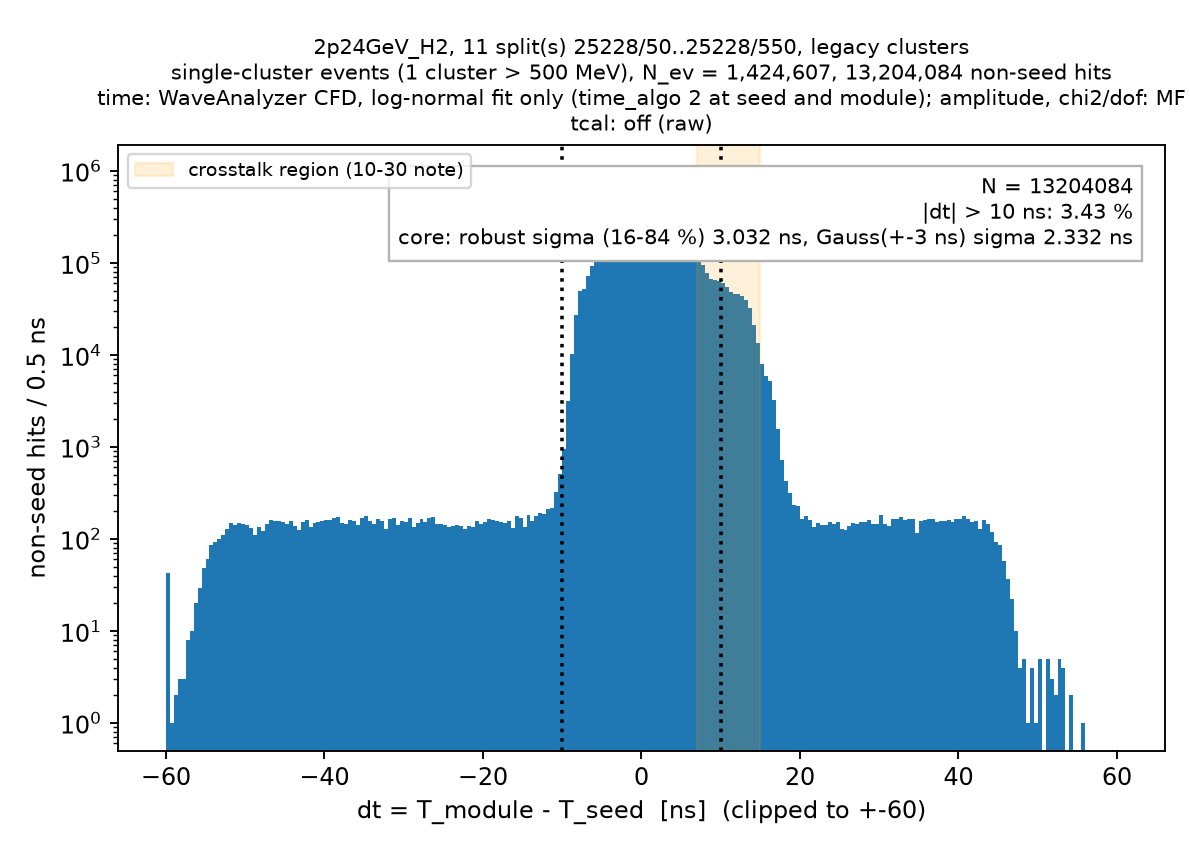 2p24GeV_H2, 11 split(s) 25228/50..25228/550, legacy clusters
single-cluster events (1 cluster > 500 MeV), N_ev = 1,424,607, 13,204,084 non-seed hits
time: WaveAnalyzer CFD, log-normal fit only (time_algo 2 at seed and module); amplitude, chi2/dof: MF
tcal: off (raw)
crosstalk region (10-30 note)
N = 13204084
|dt| > 10 ns: 3.43 %
core: robust sigma (16-84 %) 3.032 ns, Gauss(+-3 ns) sigma 2.332 ns
non-seed hits / 0.5 ns
10⁶
10⁵
10⁴
10³
10²
10¹
10⁰
−60 −40 −20 0 20 40 60
dt = T_module - T_seed [ns] (clipped to +-60)